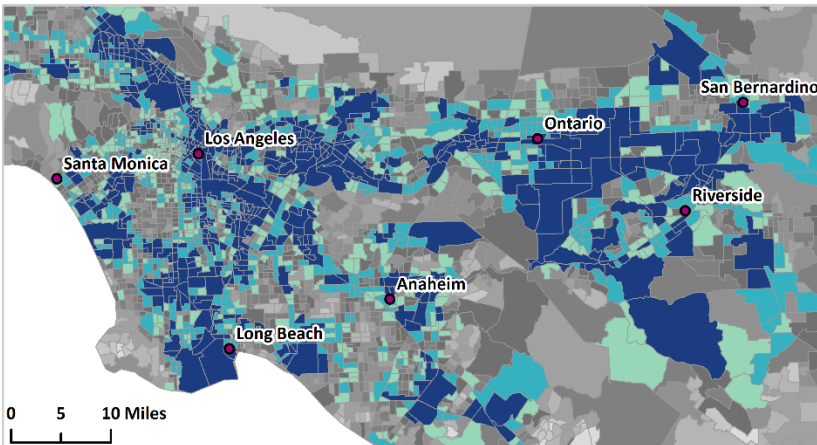 San Bernardino
Ontario
Los Angeles
Santa Monica
Riverside
Anaheim
Long Beach
0 5 10 Miles